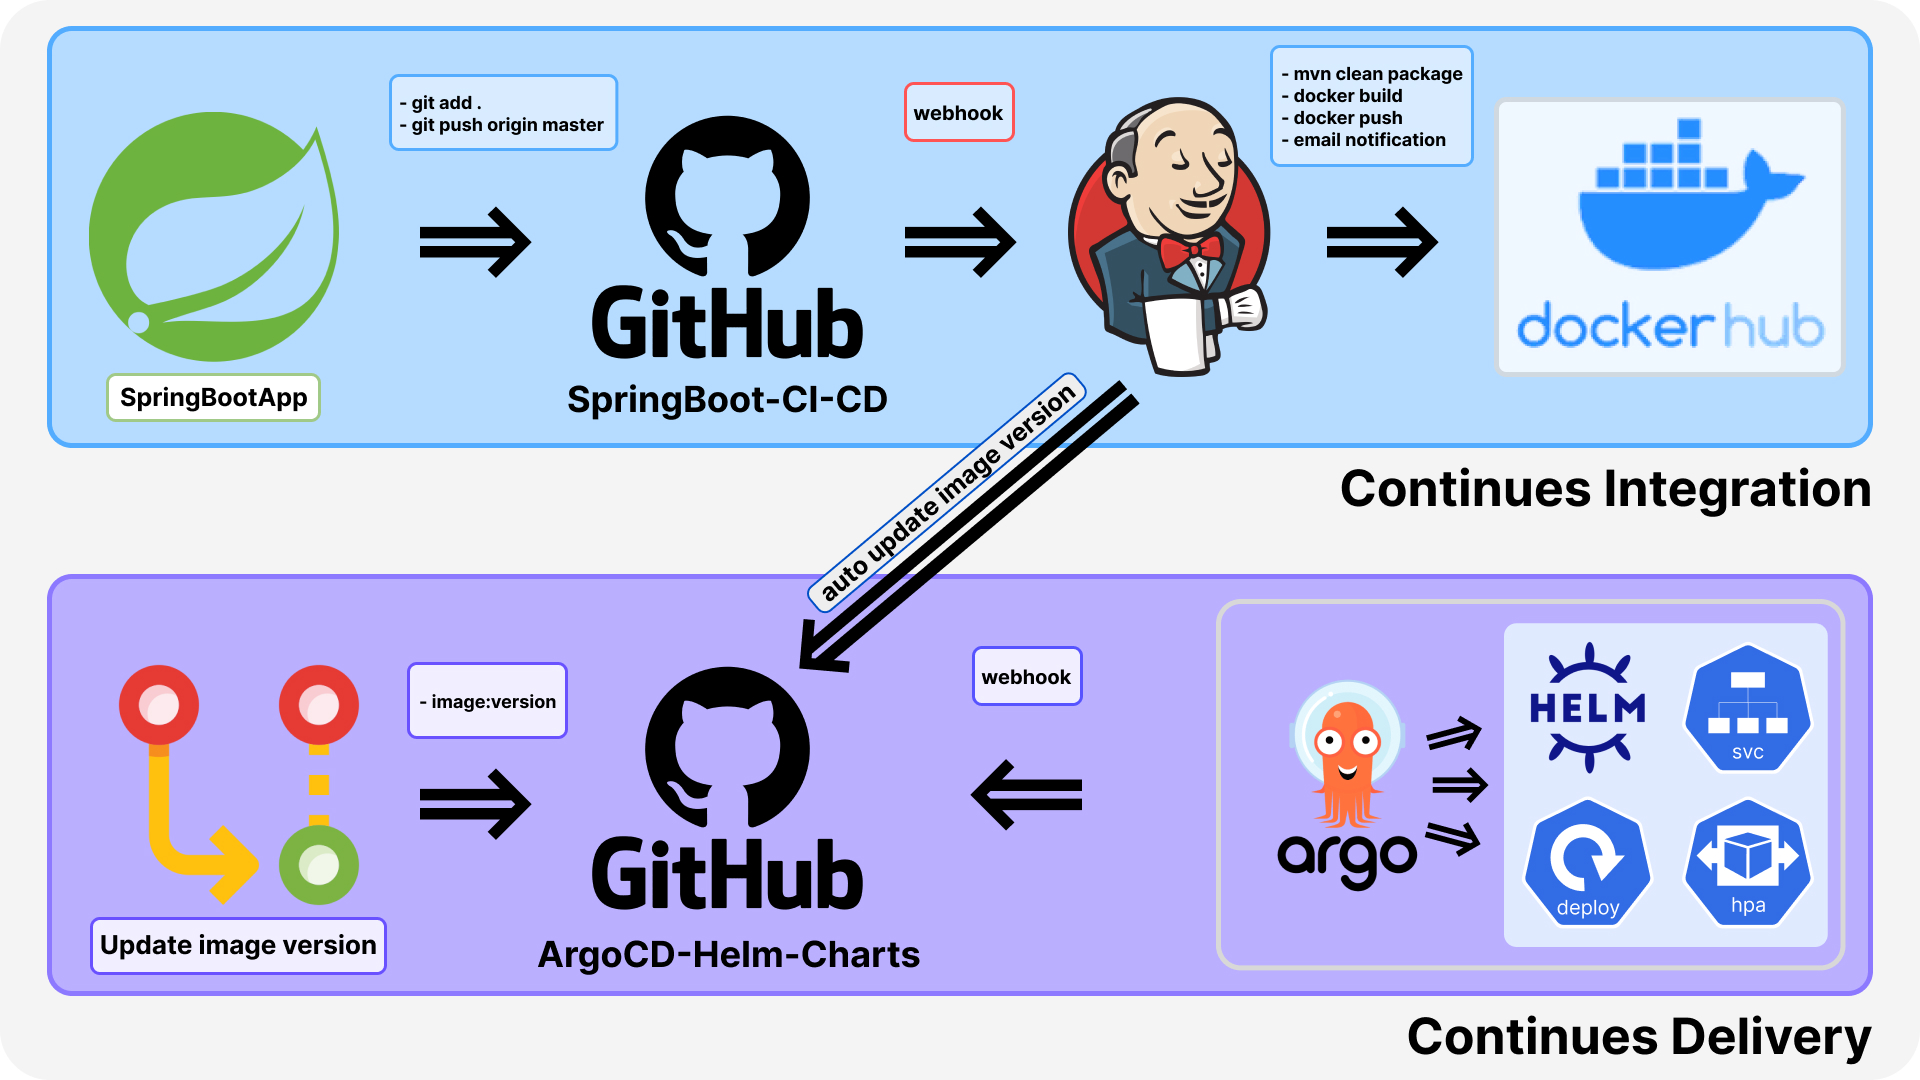 - git add .
- git push origin master
webhook
- mvn clean package
- docker build
- docker push
- email notification
GitHub
docker hub
SpringBootApp
SpringBoot-CI-CD
auto update image version
Continues Integration
- image:version
webhook
HELM
svc
GitHub
argo
deploy
hpa
Update image version
ArgoCD-Helm-Charts
Continues Delivery